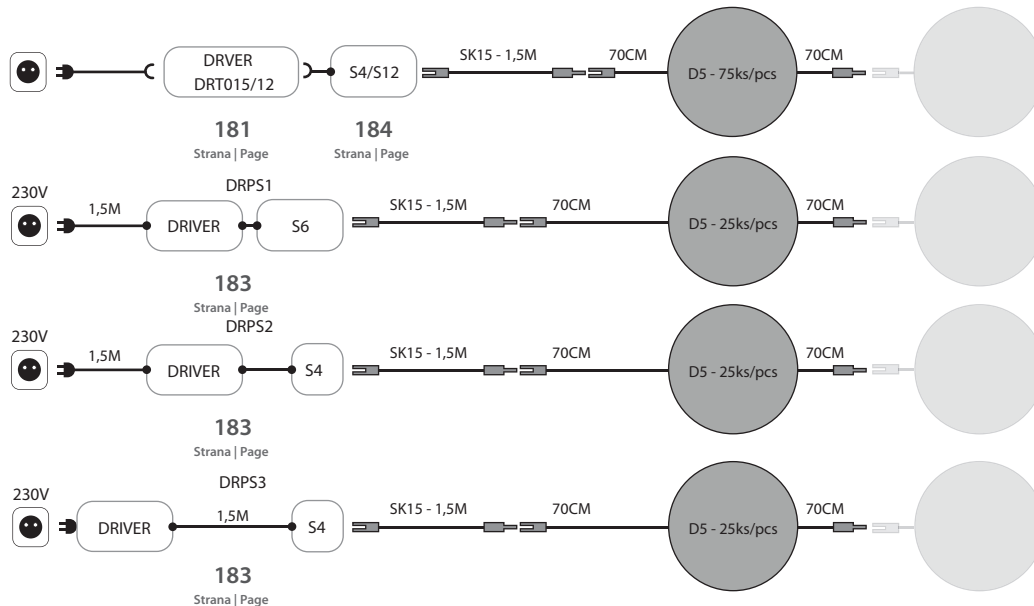 DRVER
DRT015/12
S4/S12
SK15 - 1,5M
70CM
D5 - 75ks/pcs
70CM
181
Strana | Page
184
Strana | Page
230V
1,5M
DRPS1
DRIVER
S6
SK15 - 1,5M
70CM
D5 - 25ks/pcs
70CM
183
Strana | Page
230V
1,5M
DRPS2
DRIVER
S4
SK15 - 1,5M
70CM
D5 - 25ks/pcs
70CM
183
Strana | Page
230V
DRPS3
DRIVER
1,5M
S4
SK15 - 1,5M
70CM
D5 - 25ks/pcs
70CM
183
Strana | Page